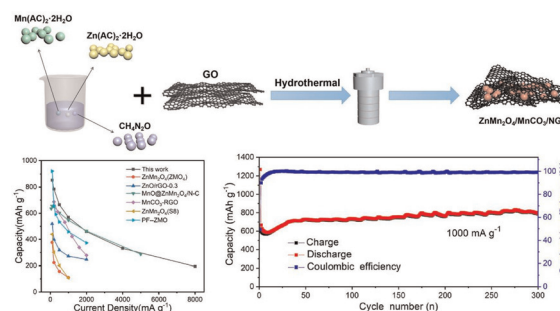 Mn(AC)₂·2H₂O
Zn(AC)₂·2H₂O
CH₄N₂O
GO
Hydrothermal
ZnMn₂O₄/MnCO₃/NG
Capacity(mAh g⁻¹)
1000
800
600
400
200
0
This work
ZnO/rGO-0.3
MnO@ZnMn₂O₄/N-C
MnCO₃-RGO
PF-ZMO
0 2000 4000 6000 8000
Current Density(mA g⁻¹)
Capacity (mAh g⁻¹)
1400
1200
1000
800
600
400
200
0
1000 mA g⁻¹
Charge
Discharge
Coulombic efficiency
0 50 100 150 200 250 300
Cycle number (n)
100
80
60
40
20
0